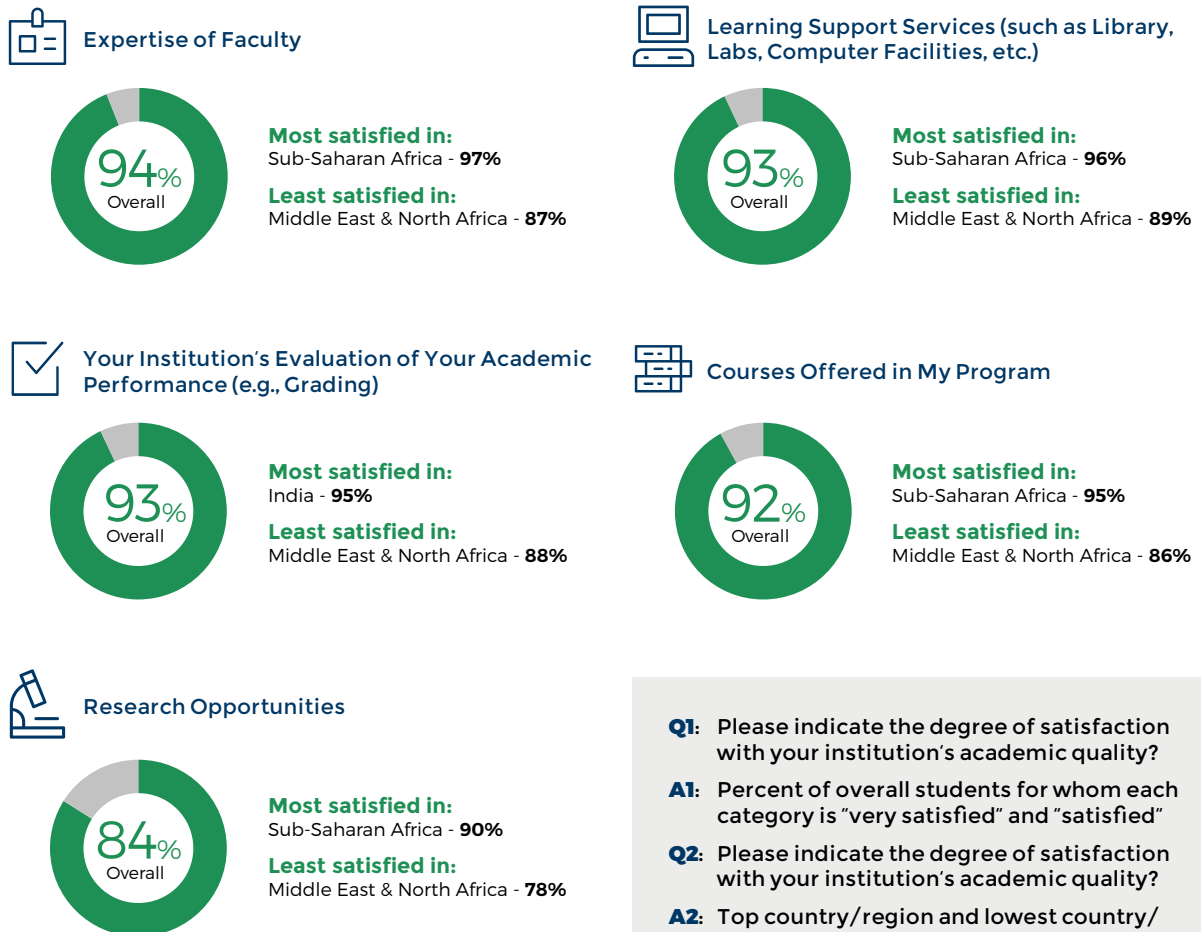 Expertise of Faculty
94%
Overall
Most satisfied in:
Sub-Saharan Africa - 97%
Least satisfied in:
Middle East & North Africa - 87%
Learning Support Services (such as Library,
Labs, Computer Facilities, etc.)
93%
Overall
Most satisfied in:
Sub-Saharan Africa - 96%
Least satisfied in:
Middle East & North Africa - 89%
Your Institution's Evaluation of Your Academic
Performance (e.g., Grading)
93%
Overall
Most satisfied in:
India - 95%
Least satisfied in:
Middle East & North Africa - 88%
Courses Offered in My Program
92%
Overall
Most satisfied in:
Sub-Saharan Africa - 95%
Least satisfied in:
Middle East & North Africa - 86%
Research Opportunities
84%
Overall
Most satisfied in:
Sub-Saharan Africa - 90%
Least satisfied in:
Middle East & North Africa - 78%
Q1: Please indicate the degree of satisfaction
with your institution's academic quality?
A1: Percent of overall students for whom each
category is "very satisfied" and "satisfied"
Q2: Please indicate the degree of satisfaction
with your institution's academic quality?
A2: Top country/region and lowest country/